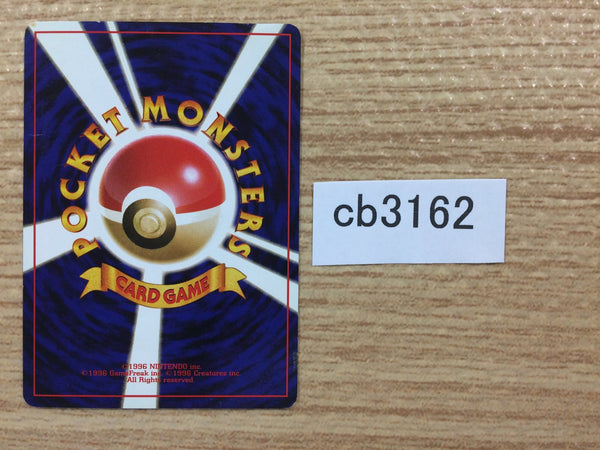 POCKET MONSTERS
CARD GAME
©1996 NINTENDO inc.
©1996 GameFreak inc. ©1996 Creatures inc.
All Rights reserved.
cb3162